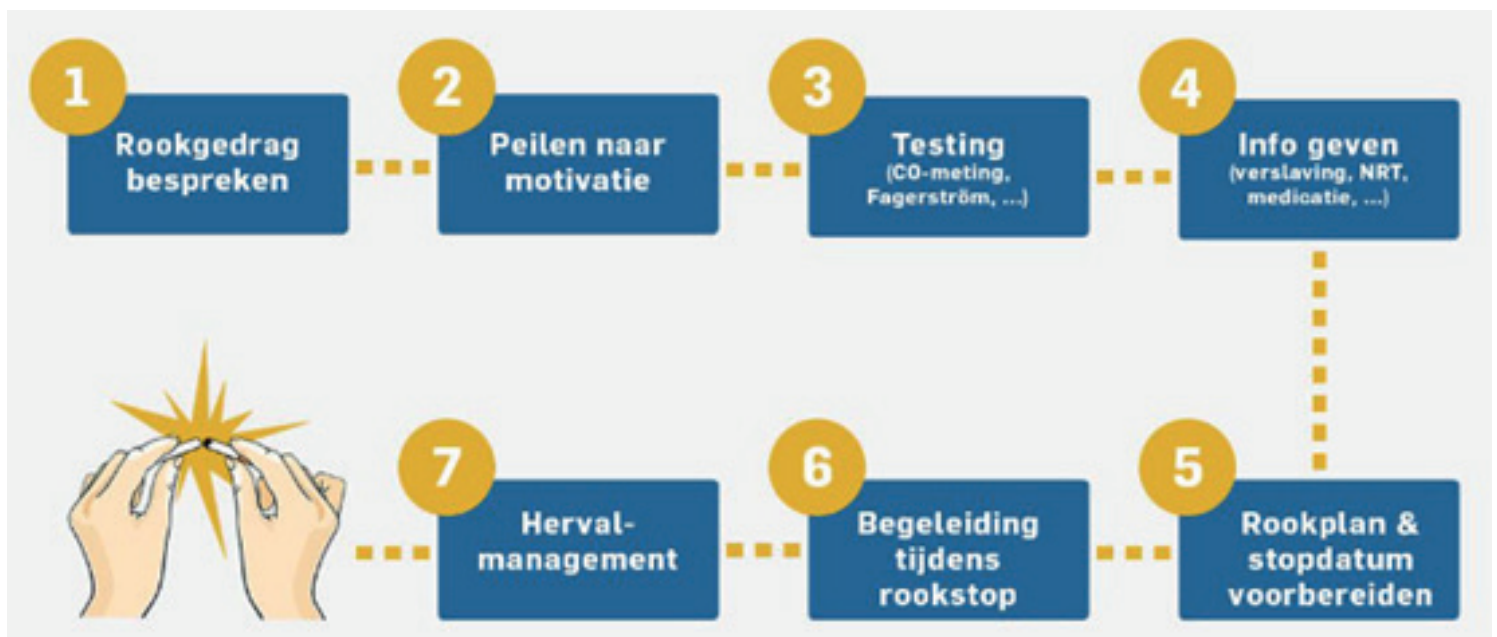 1
Rookgedrag
bespreken
2
Peilen naar
motivatie
3
Testing
(CO-meting,
Fagerström, ...)
4
Info geven
(verslaving, NRT,
medicatie, ...)
5
Rookplan &
stopdatum
voorbereiden
6
Begeleiding
tijdens
rookstop
7
Herval-
management